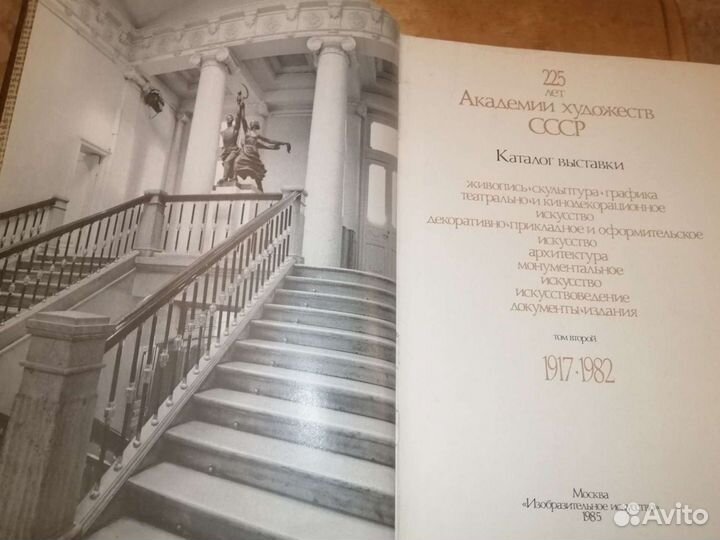 225
лет
Академии художеств
СССР
Каталог выставки
живопись·скульптура·графика
театрально·и кинодекорационное
искусство
декоративно·прикладное и оформительское
искусство
архитектура
монументальное
искусство
искусствоведение
документы·издания
том второй
1917·1982
Москва
«Изобразительное
1985
Avito